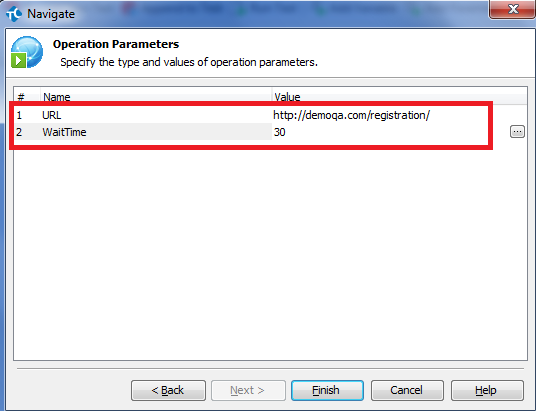 Navigate
Operation Parameters
Specify the type and values of operation parameters.
# Name Value
1 URL http://demoqa.com/registration/
2 WaitTime 30
...
< Back Next > Finish Cancel Help